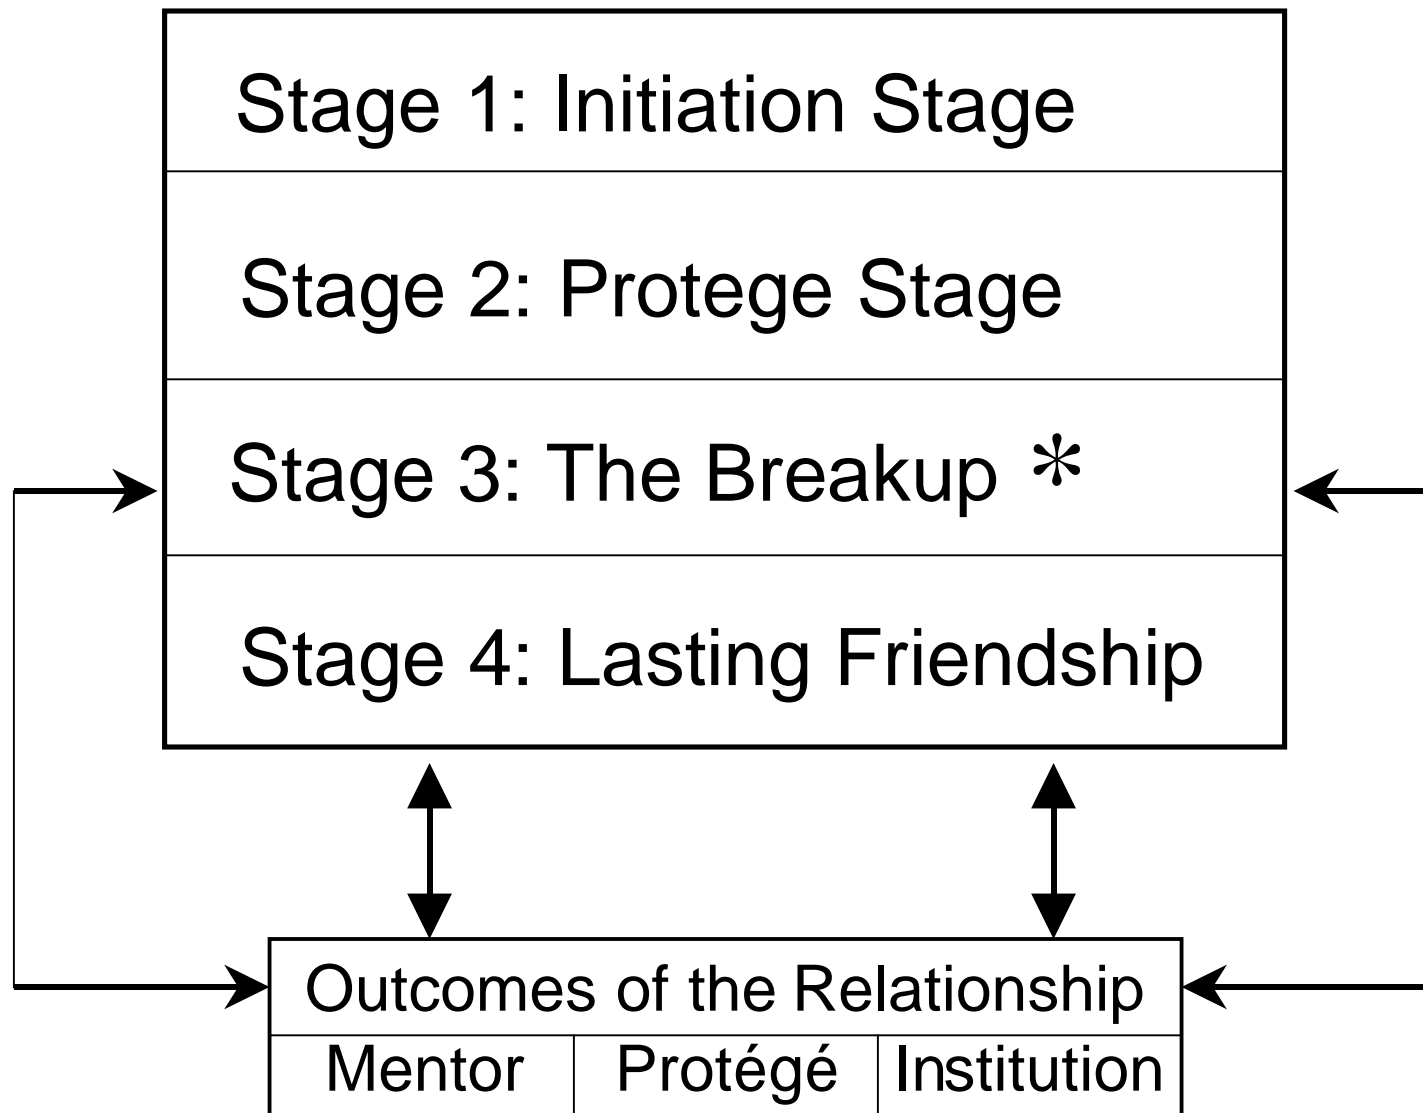 Stage 1: Initiation Stage
Stage 2: Protege Stage
Stage 3: The Breakup *
Stage 4: Lasting Friendship
Outcomes of the Relationship
Mentor Protégé Institution